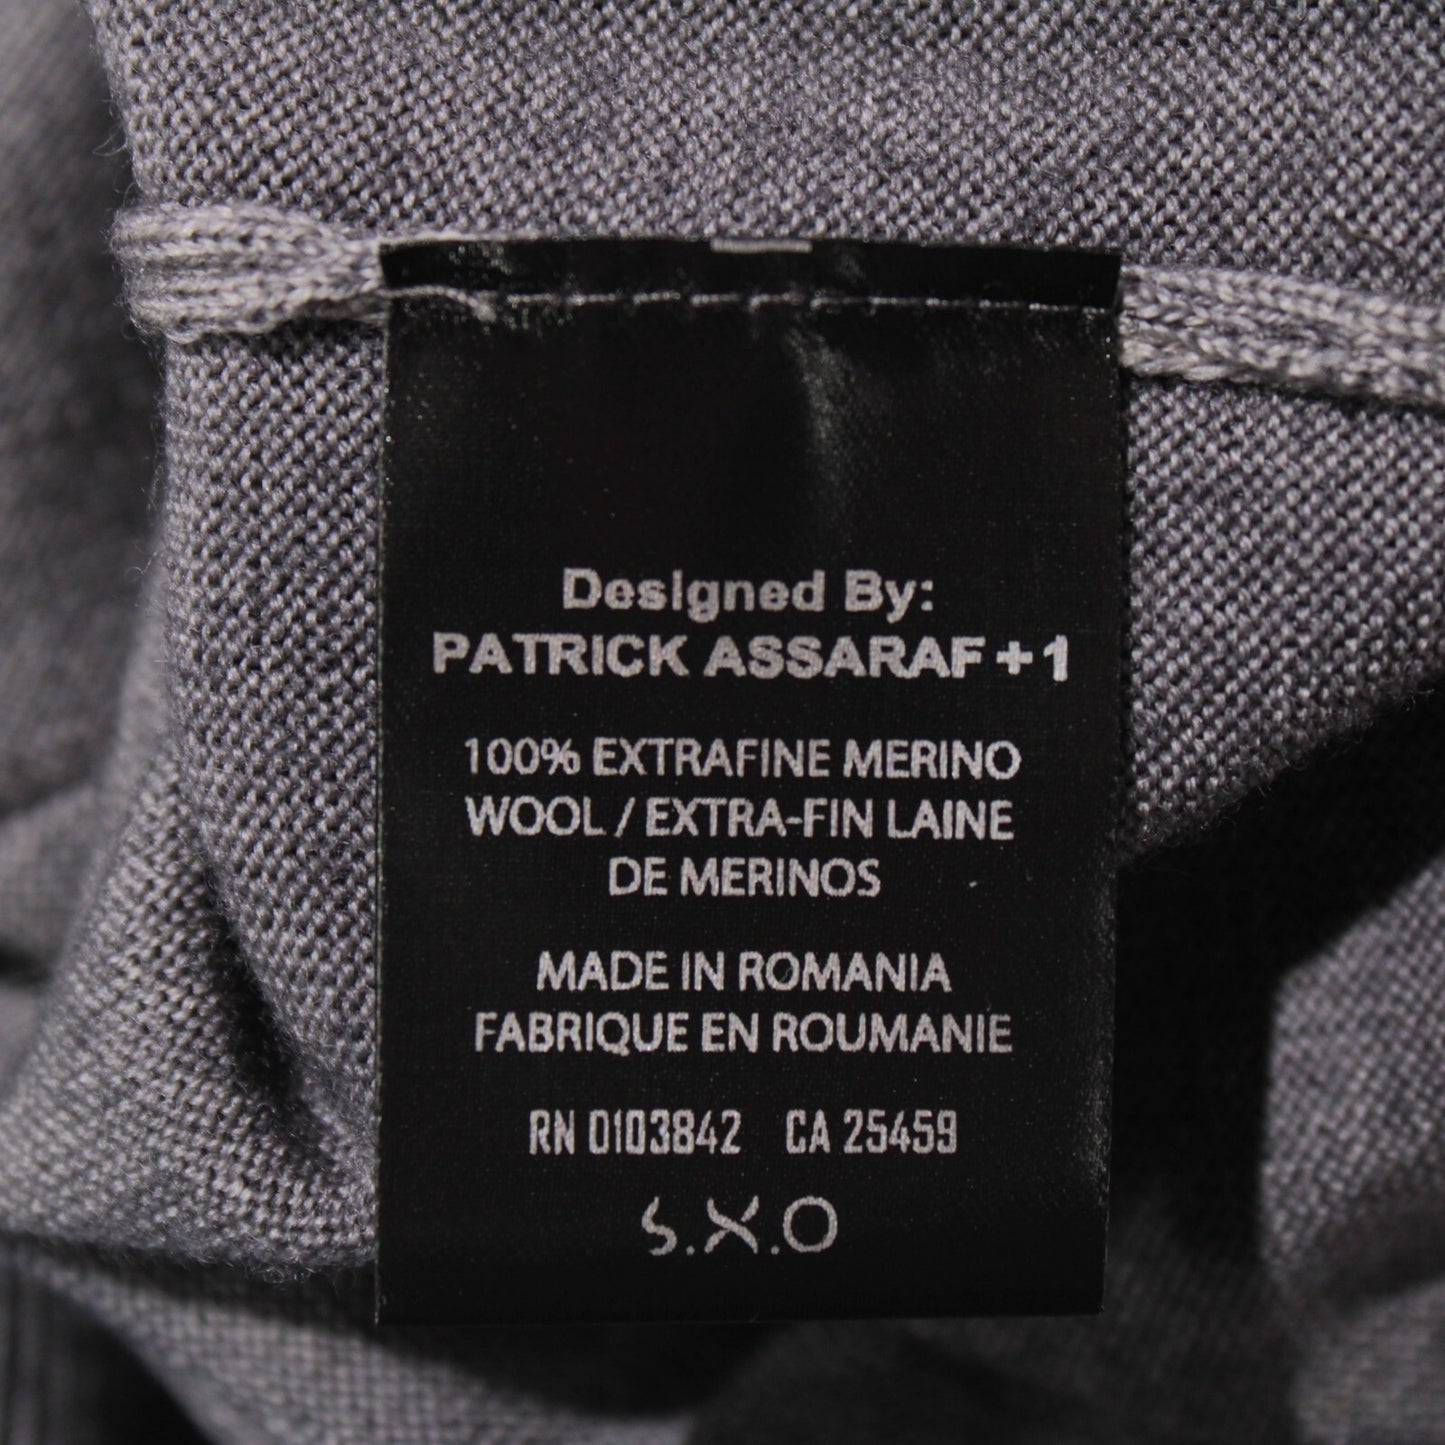 Designed By:
PATRICK ASSARAF + 1
100% EXTRAFINE MERINO
WOOL / EXTRA-FIN LAINE
DE MERINOS
MADE IN ROMANIA
FABRIQUE EN ROUMANIE
RN 0103842 CA 25459
S.X.O